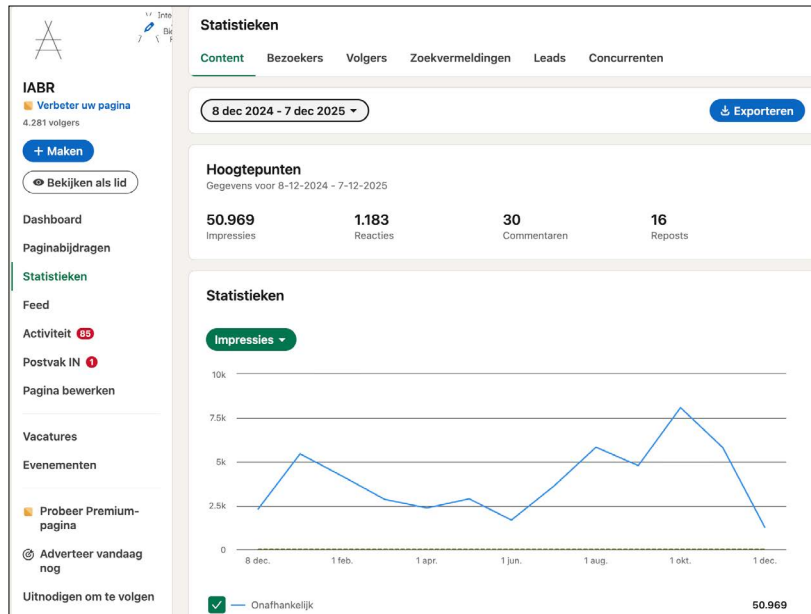 Inte
Bie
IABR
Verbeter uw pagina
4.281 volgers
+ Maken
Bekijken als lid
Dashboard
Paginabijdragen
Statistieken
Feed
Activiteit 85
Postvak IN 1
Pagina bewerken
Vacatures
Evenementen
Probeer Premium-
pagina
Adverteer vandaag
nog
Uitnodigen om te volgen
Statistieken
Content Bezoekers Volgers Zoekvermeldingen Leads Concurrenten
8 dec 2024 - 7 dec 2025
Exporteren
Hoogtepunten
Gegevens voor 8-12-2024 - 7-12-2025
50.969 1.183 30 16
Impressies Reacties Commentaren Reposts
Statistieken
Impressies
10k
7.5k
5k
2.5k
0
8 dec. 1 feb. 1 apr. 1 jun. 1 aug. 1 okt. 1 dec.
Onafhankelijk 50.969